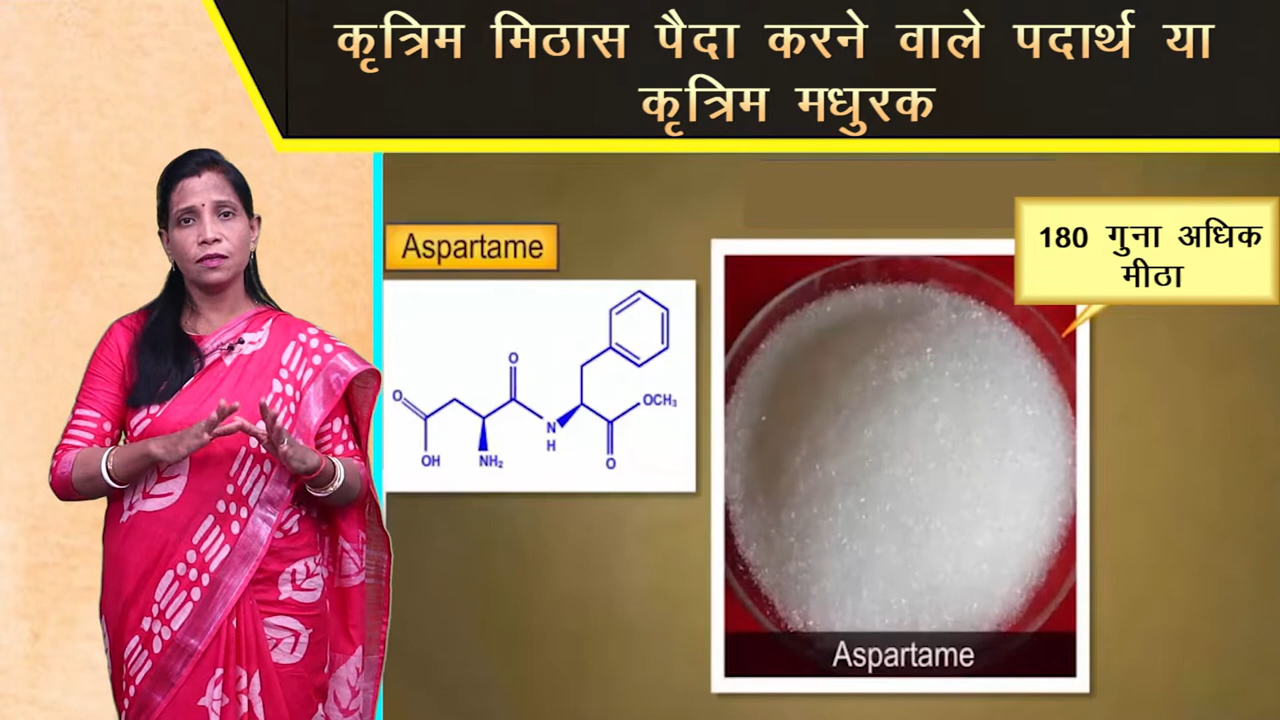 कृत्रिम मिठास पैदा करने वाले पदार्थ या
कृत्रिम मधुरक
Aspartame
180 गुना अधिक
मीठा
O
O
OCH₃
N
H
OH
NH₂
O
Aspartame